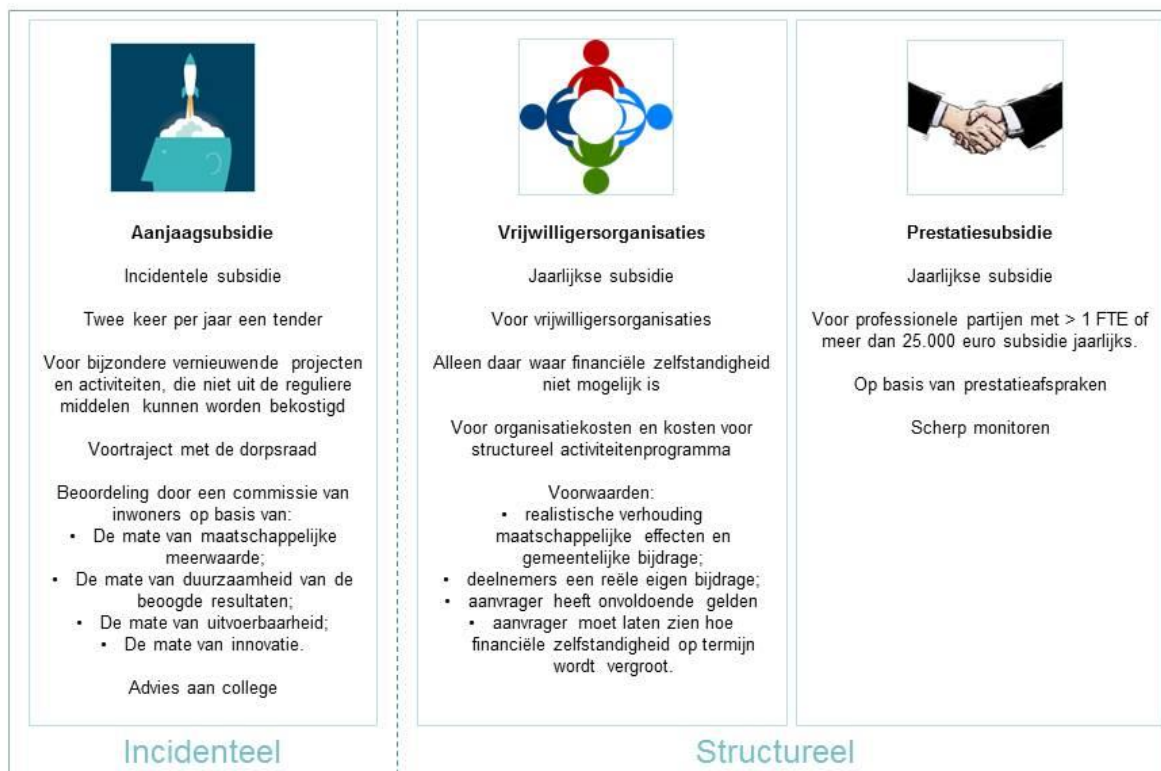 Aanjaagsubsidie
Incidentele subsidie
Twee keer per jaar een tender
Voor bijzondere vernieuwende projecten
en activiteiten, die niet uit de reguliere
middelen kunnen worden bekostigd
Voortraject met de dorpsraad
Beoordeling door een commissie van
inwoners op basis van:
• De mate van maatschappelijke
meerwaarde;
• De mate van duurzaamheid van de
beoogde resultaten;
• De mate van uitvoerbaarheid;
• De mate van innovatie.
Advies aan college
Incidenteel
Vrijwilligersorganisaties
Jaarlijkse subsidie
Voor vrijwilligersorganisaties
Alleen daar waar financiële zelfstandigheid
niet mogelijk is
Voor organisatiekosten en kosten voor
structureel activiteitenprogramma
Voorwaarden:
• realistische verhouding
maatschappelijke effecten en
gemeentelijke bijdrage;
• deelnemers een reële eigen bijdrage;
• aanvrager heeft onvoldoende gelden
• aanvrager moet laten zien hoe
financiële zelfstandigheid op termijn
wordt vergroot.
Prestatiesubsidie
Jaarlijkse subsidie
Voor professionele partijen met > 1 FTE of
meer dan 25.000 euro subsidie jaarlijks.
Op basis van prestatieafspraken
Scherp monitoren
Structureel